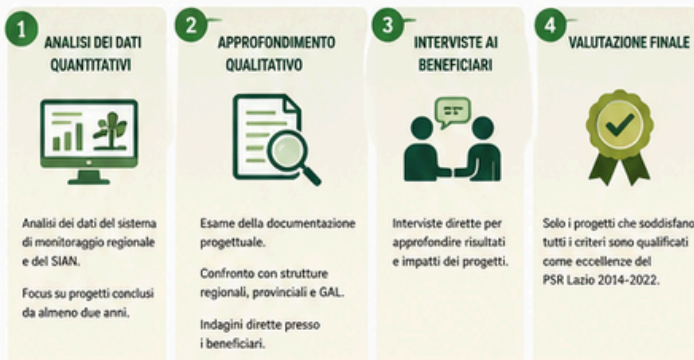 1
ANALISI DEI DATI
QUANTITATIVI
Analisi dei dati del sistema
di monitoraggio regionale
e del SIAN.
Focus su progetti conclusi
da almeno due anni.
2
APPROFONDIMENTO
QUALITATIVO
Esame della documentazione
progettuale.
Confronto con strutture
regionali, provinciali e GAL.
Indagini dirette presso
i beneficiari.
3
INTERVISTE AI
BENEFICIARI
Interviste dirette per
approfondire risultati
e impatti dei progetti.
4
VALUTAZIONE FINALE
Solo i progetti che soddisfano
tutti i criteri sono qualificati
come eccellenze del
PSR Lazio 2014-2022.